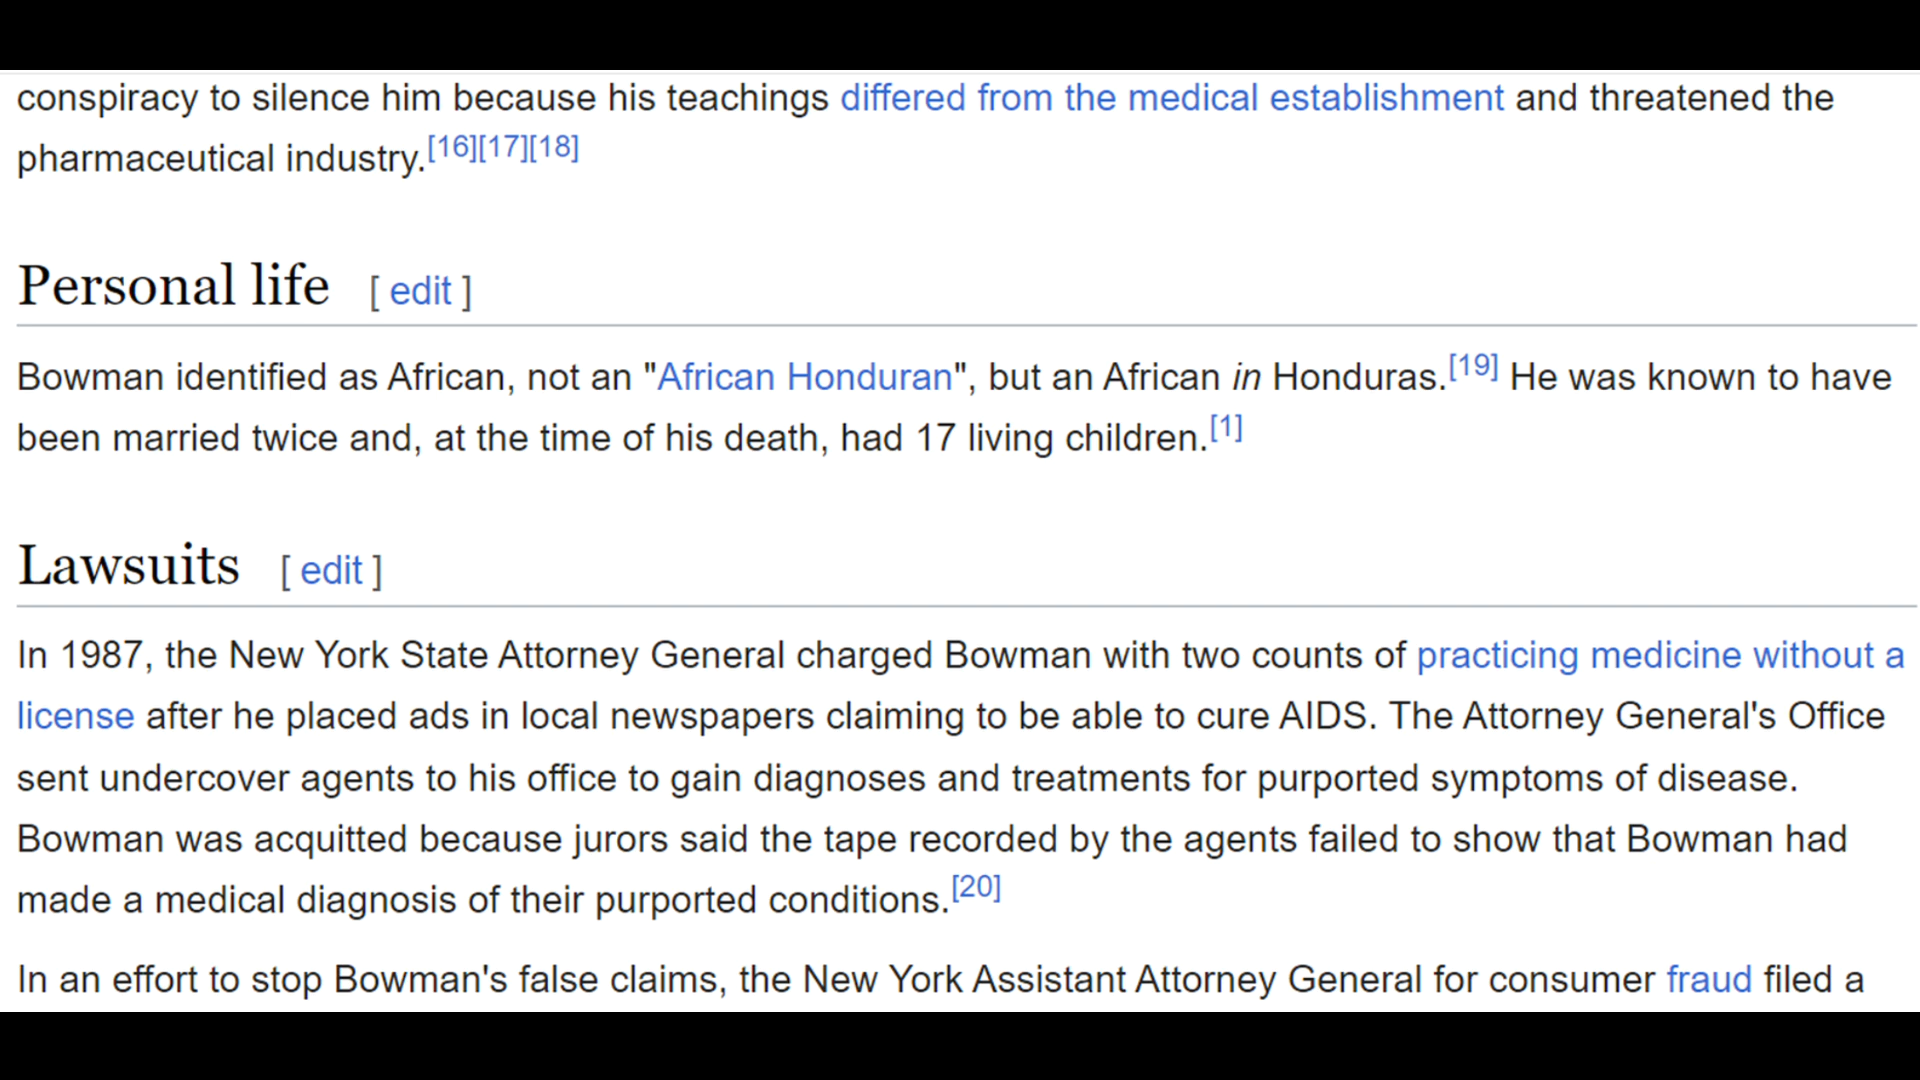 conspiracy to silence him because his teachings differed from the medical establishment and threatened the
pharmaceutical industry.[16][17][18]
Personal life [ edit ]
Bowman identified as African, not an "African Honduran", but an African in Honduras.[19] He was known to have
been married twice and, at the time of his death, had 17 living children.[1]
Lawsuits [ edit ]
In 1987, the New York State Attorney General charged Bowman with two counts of practicing medicine without a
license after he placed ads in local newspapers claiming to be able to cure AIDS. The Attorney General's Office
sent undercover agents to his office to gain diagnoses and treatments for purported symptoms of disease.
Bowman was acquitted because jurors said the tape recorded by the agents failed to show that Bowman had
made a medical diagnosis of their purported conditions.[20]
In an effort to stop Bowman's false claims, the New York Assistant Attorney General for consumer fraud filed a